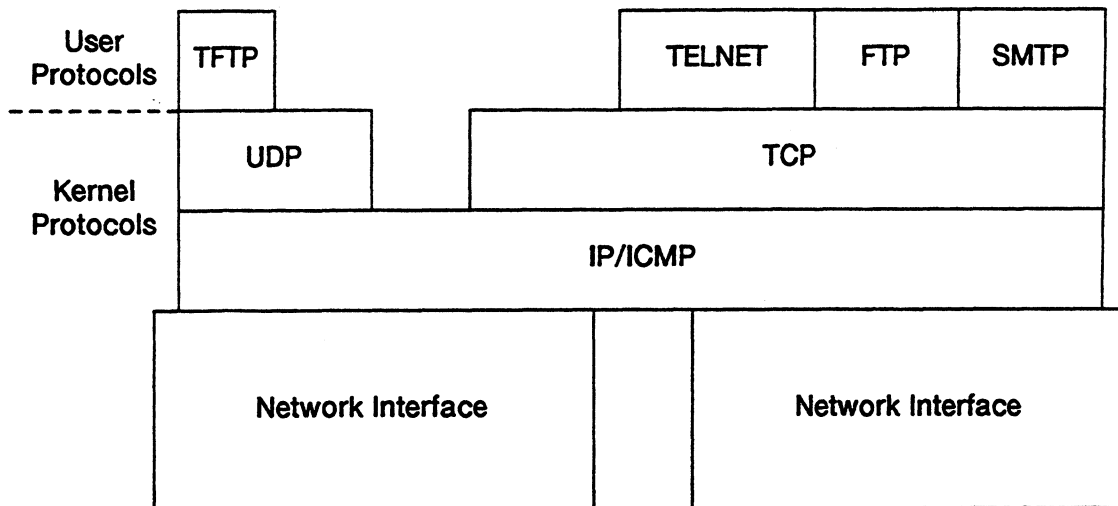 User
Protocols
TFTP
TELNET
FTP
SMTP
Kernel
Protocols
UDP
TCP
IP/ICMP
Network Interface
Network Interface